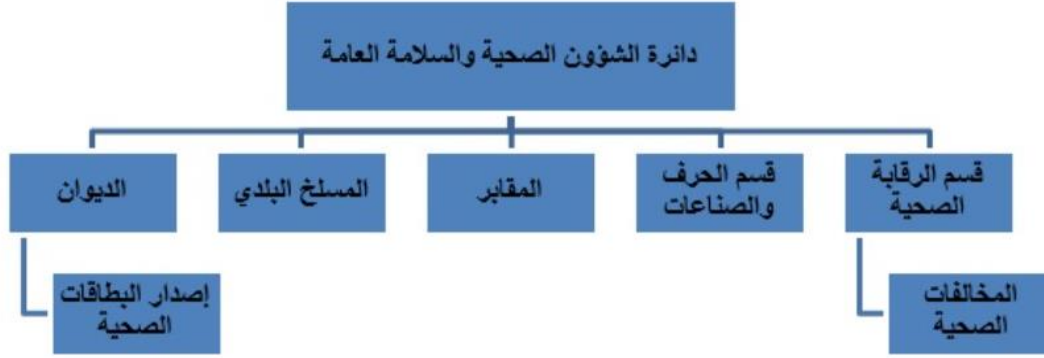 دائرة الشؤون الصحية والسلامة العامة
قسم الرقابة
الصحية
قسم الحرف
والصناعات
المقابر
المسلخ البلدي
الديوان
المخالفات
الصحية
إصدار البطاقات
الصحية